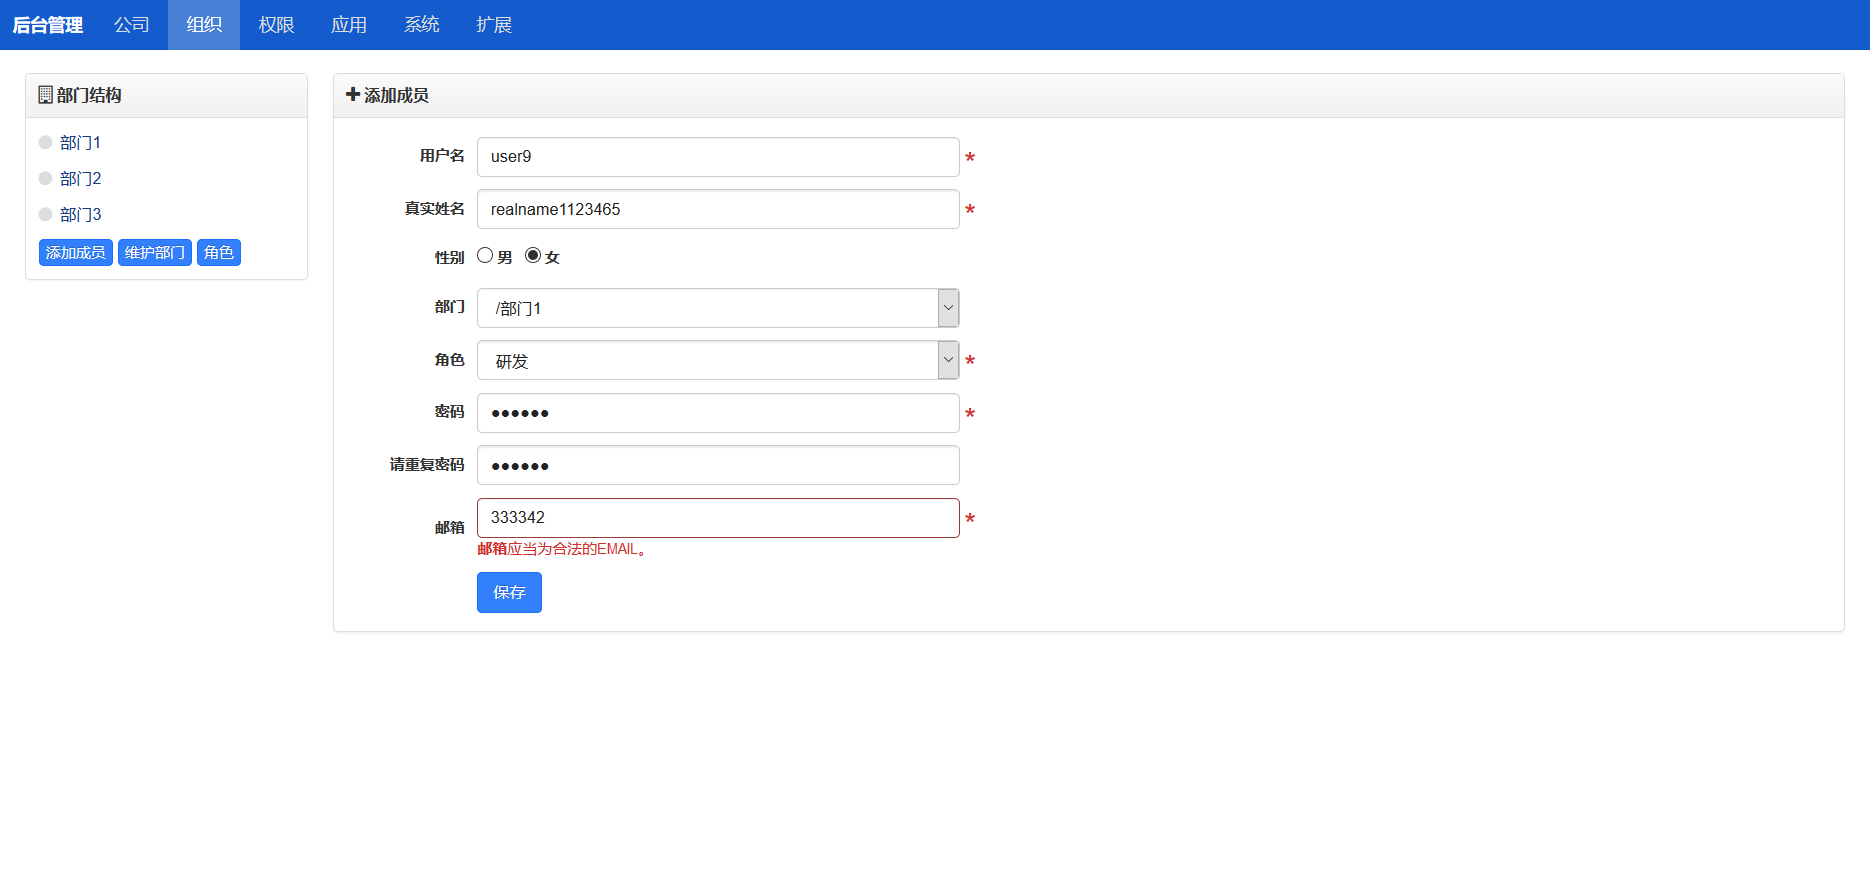 后台管理 公司 组织 权限 应用 系统 扩展
部门结构
部门1
部门2
部门3
添加成员 维护部门 角色
添加成员
用户名 user9 *
真实姓名 realname1123465 *
性别 男 女
部门 /部门1
角色 研发 *
密码 ●●●●●● *
请重复密码 ●●●●●●
邮箱 333342 *
邮箱应当为合法的EMAIL。
保存